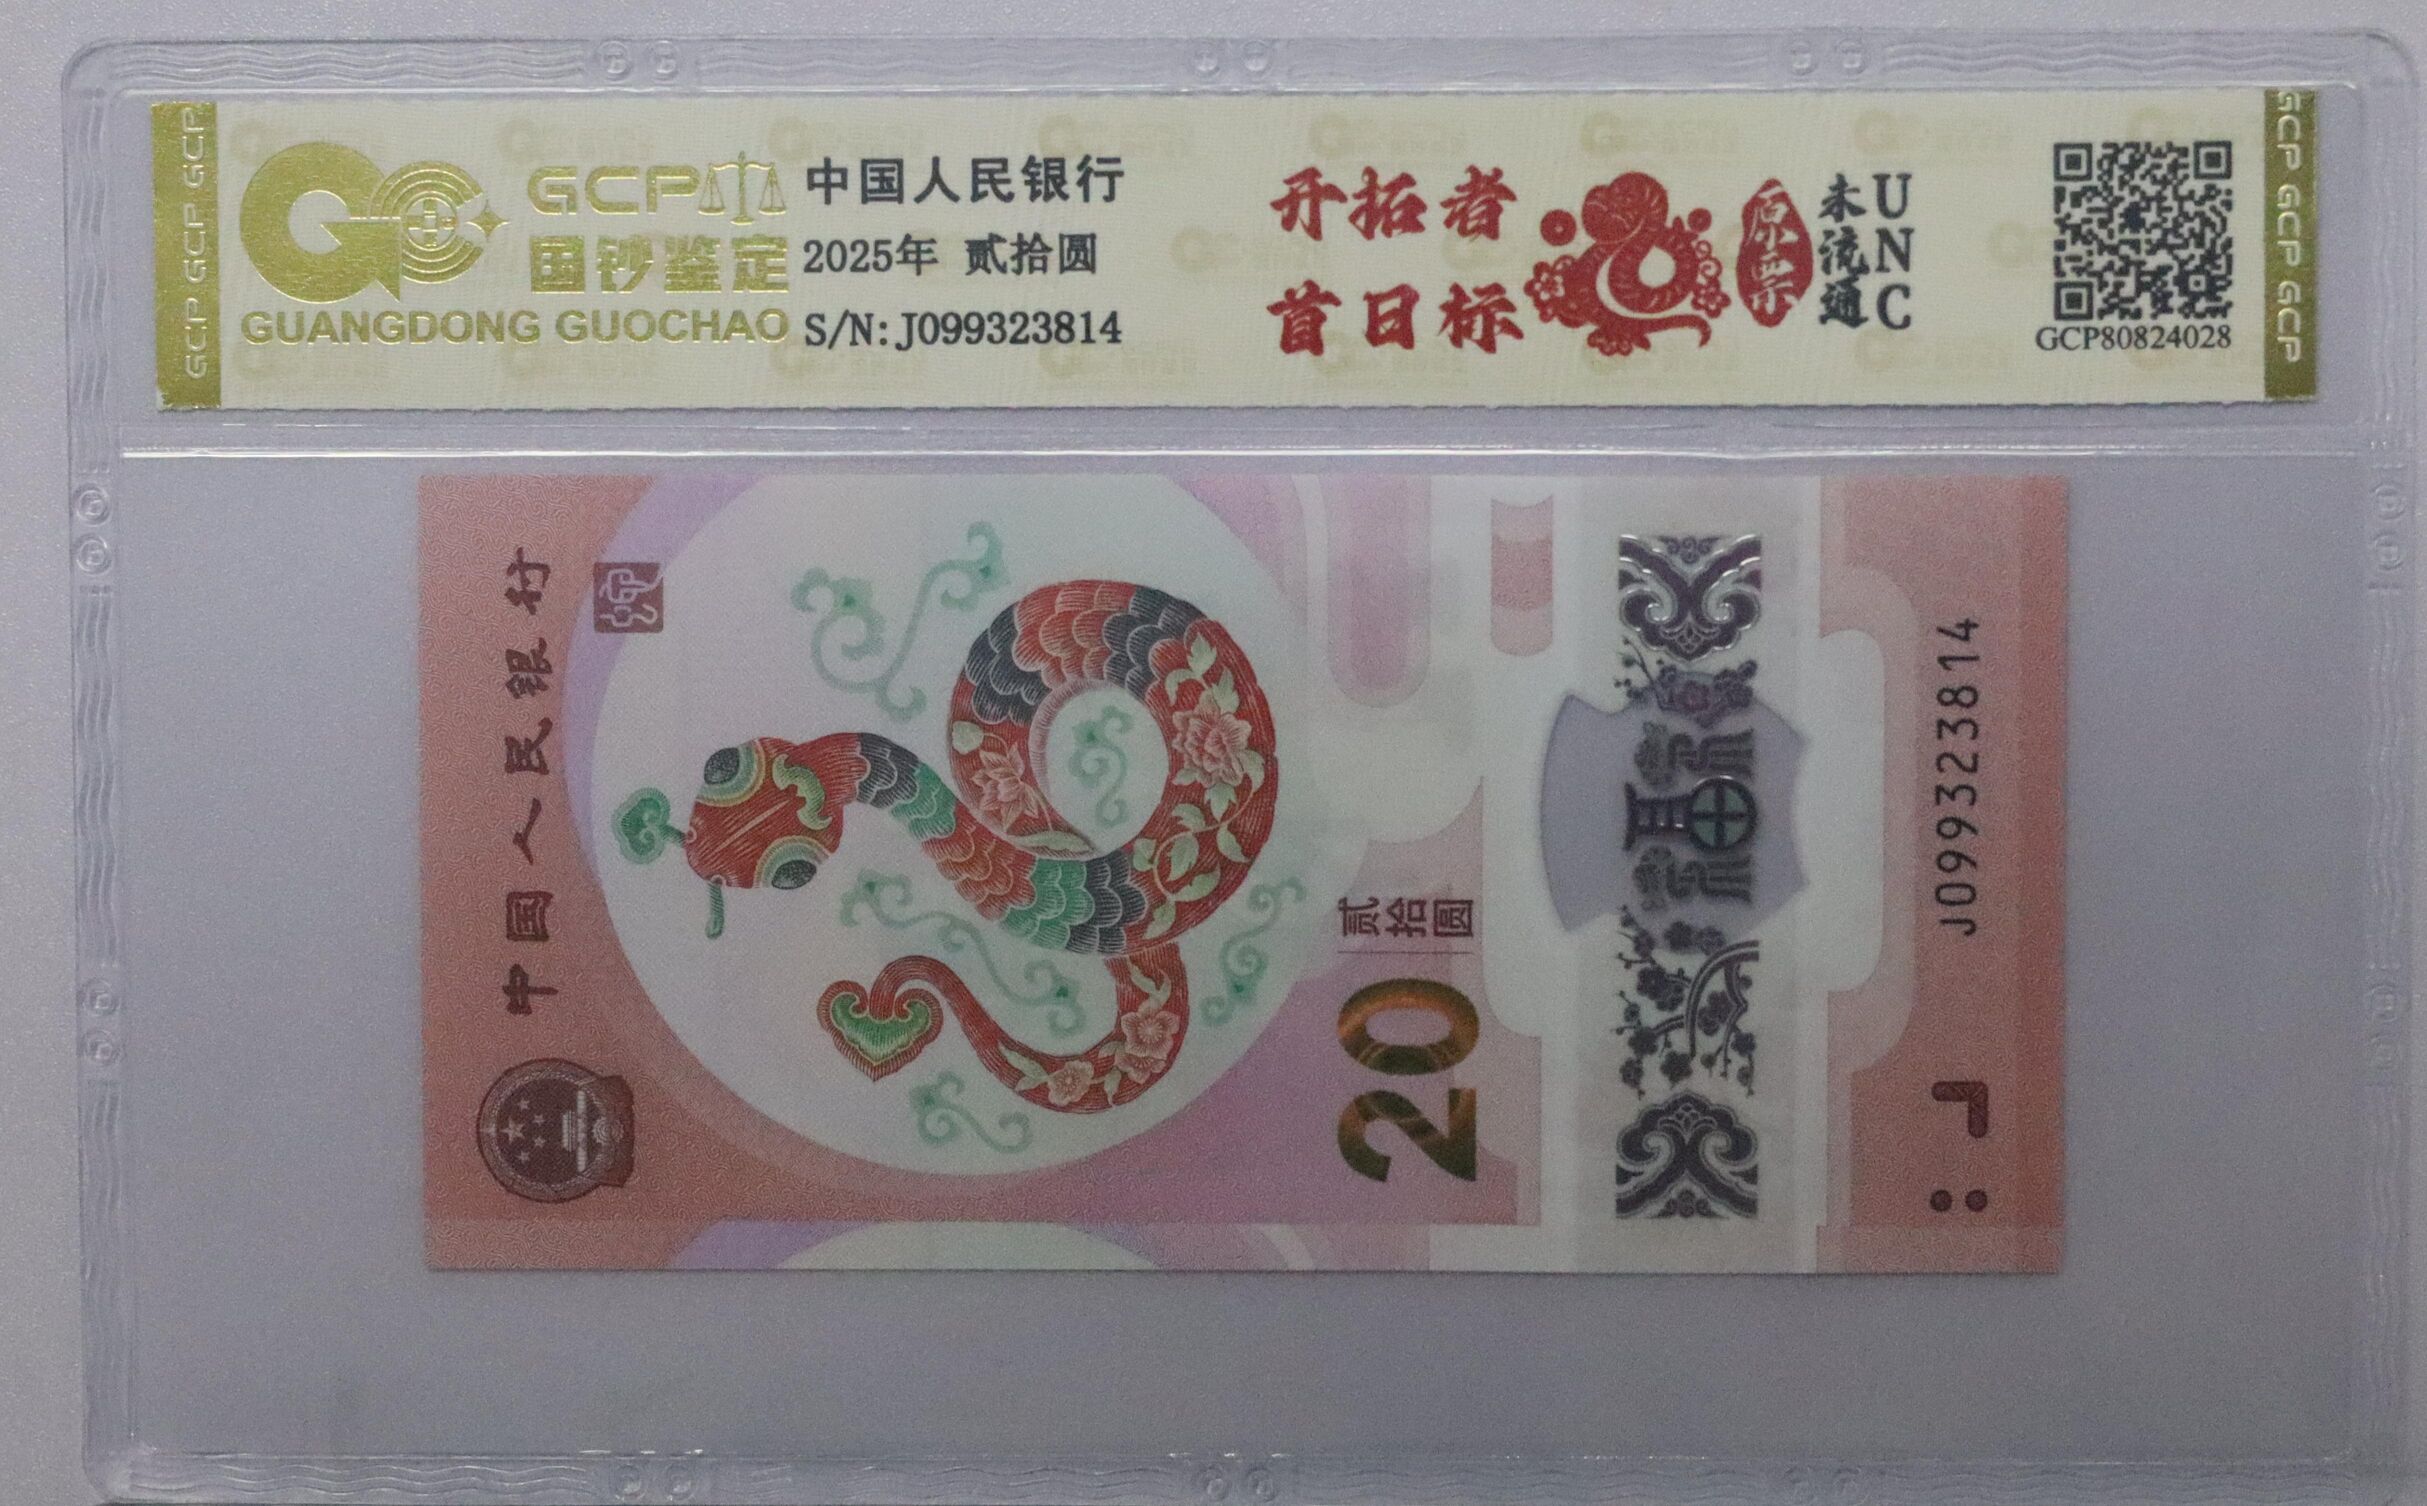 GCP GCP GCP
GCP
国钞鉴定
GUANGDONG GUOCHAO
中国人民银行
2025年 贰拾圆
S/N:J099323814
开拓者
首日标
原票
未流通
UNC
GCP80824028
GCP GCP GCP
中国人民银行
贰拾圆
20
福
J099323814